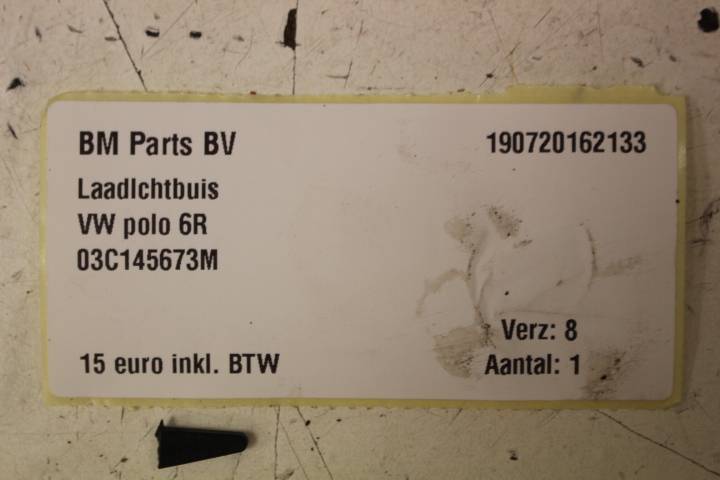 BM Parts BV 190720162133
Laadlchtbuis
VW polo 6R
03C145673M
Verz: 8
15 euro inkl. BTW Aantal: 1